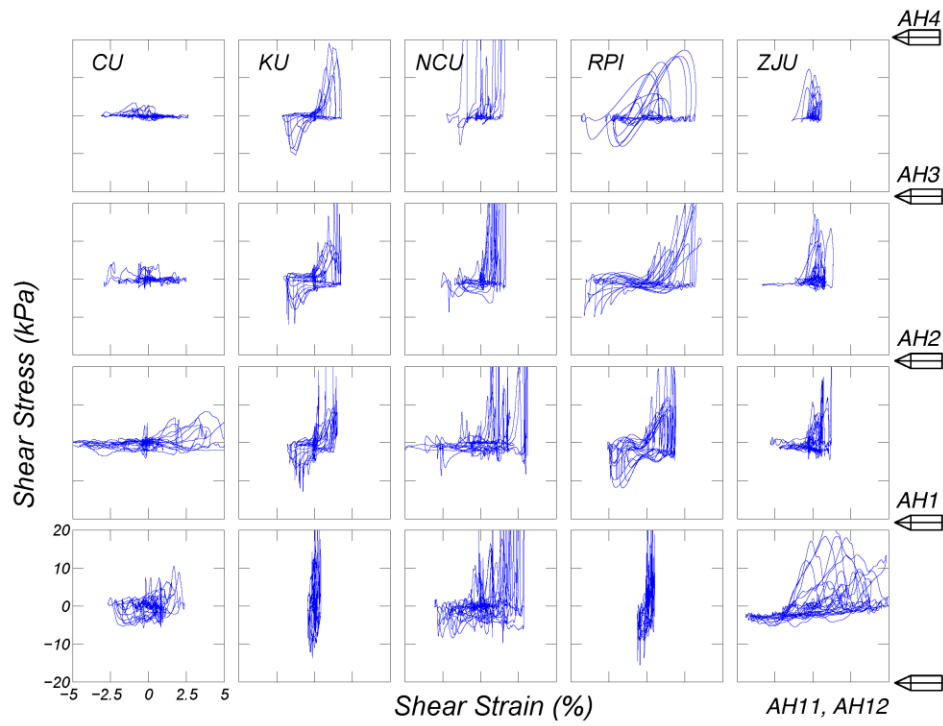 AH4
CU KU NCU RPI ZJU
AH3
AH2
Shear Stress (kPa)
AH1
20
10
0
−10
−20
−5 −2.5 0 2.5 5
Shear Strain (%)
AH11, AH12